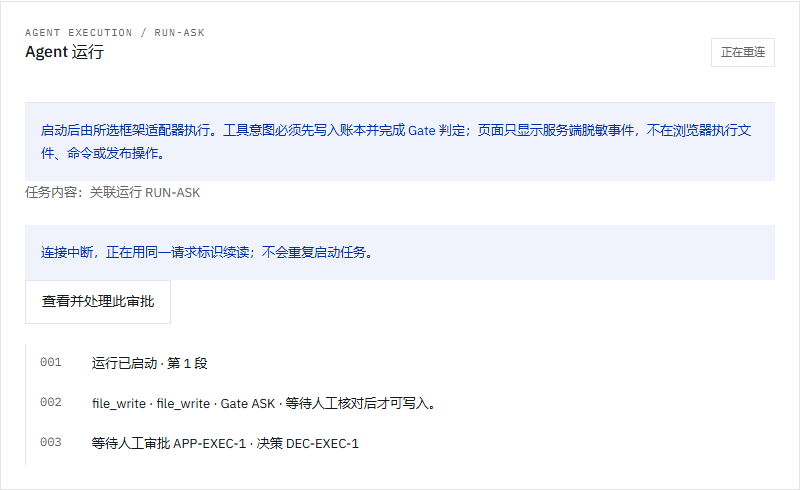 AGENT EXECUTION / RUN-ASK
Agent 运行
正在重连
启动后由所选框架适配器执行。工具意图必须先写入账本并完成 Gate 判定；页面只显示服务端脱敏事件，不在浏览器执行文
件、命令或发布操作。
任务内容：关联运行 RUN-ASK
连接中断，正在用同一请求标识续读；不会重复启动任务。
查看并处理此审批
001 运行已启动 · 第 1 段
002 file_write · file_write · Gate ASK · 等待人工核对后才可写入。
003 等待人工审批 APP-EXEC-1 · 决策 DEC-EXEC-1